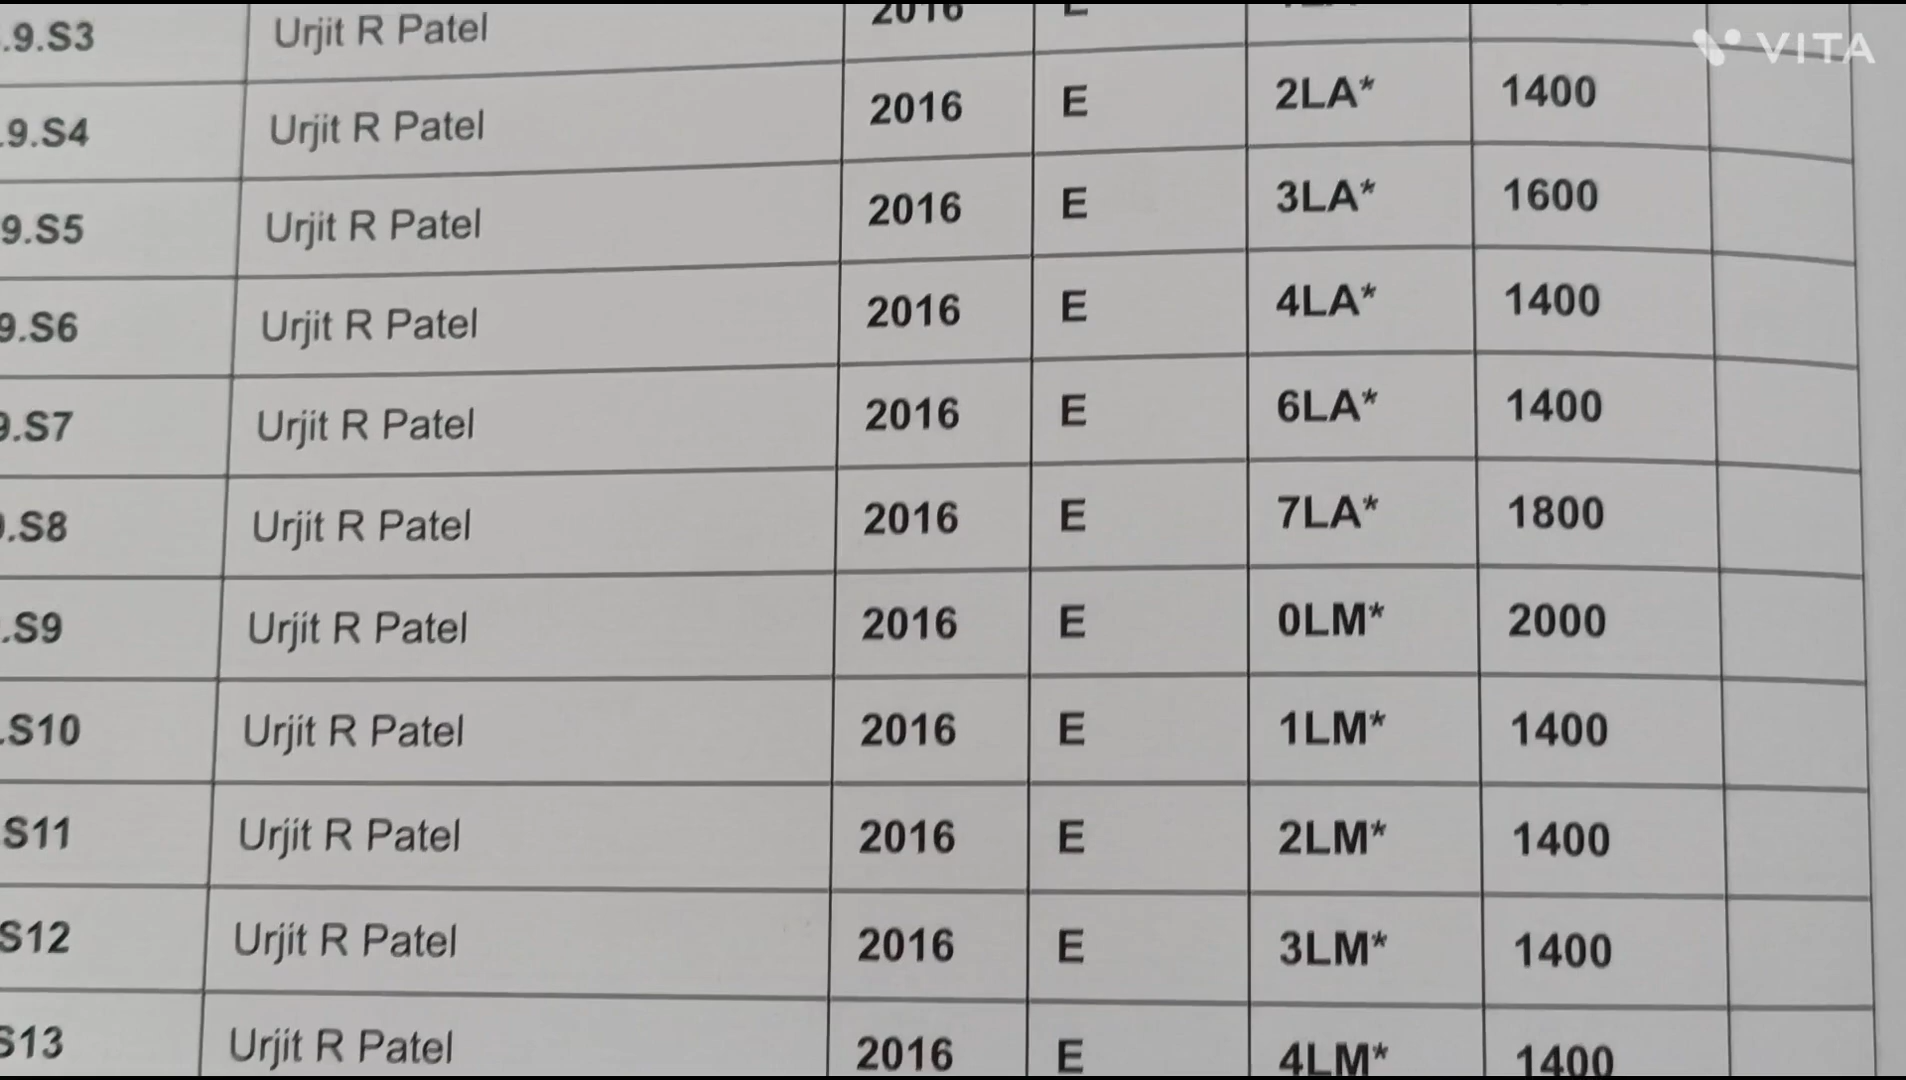 .9.S3 Urjit R Patel 2016 E
VITA
.9.S4 Urjit R Patel 2016 E 2LA* 1400
9.S5 Urjit R Patel 2016 E 3LA* 1600
9.S6 Urjit R Patel 2016 E 4LA* 1400
9.S7 Urjit R Patel 2016 E 6LA* 1400
.S8 Urjit R Patel 2016 E 7LA* 1800
.S9 Urjit R Patel 2016 E 0LM* 2000
.S10 Urjit R Patel 2016 E 1LM* 1400
S11 Urjit R Patel 2016 E 2LM* 1400
S12 Urjit R Patel 2016 E 3LM* 1400
S13 Urjit R Patel 2016 E 4LM* 1400